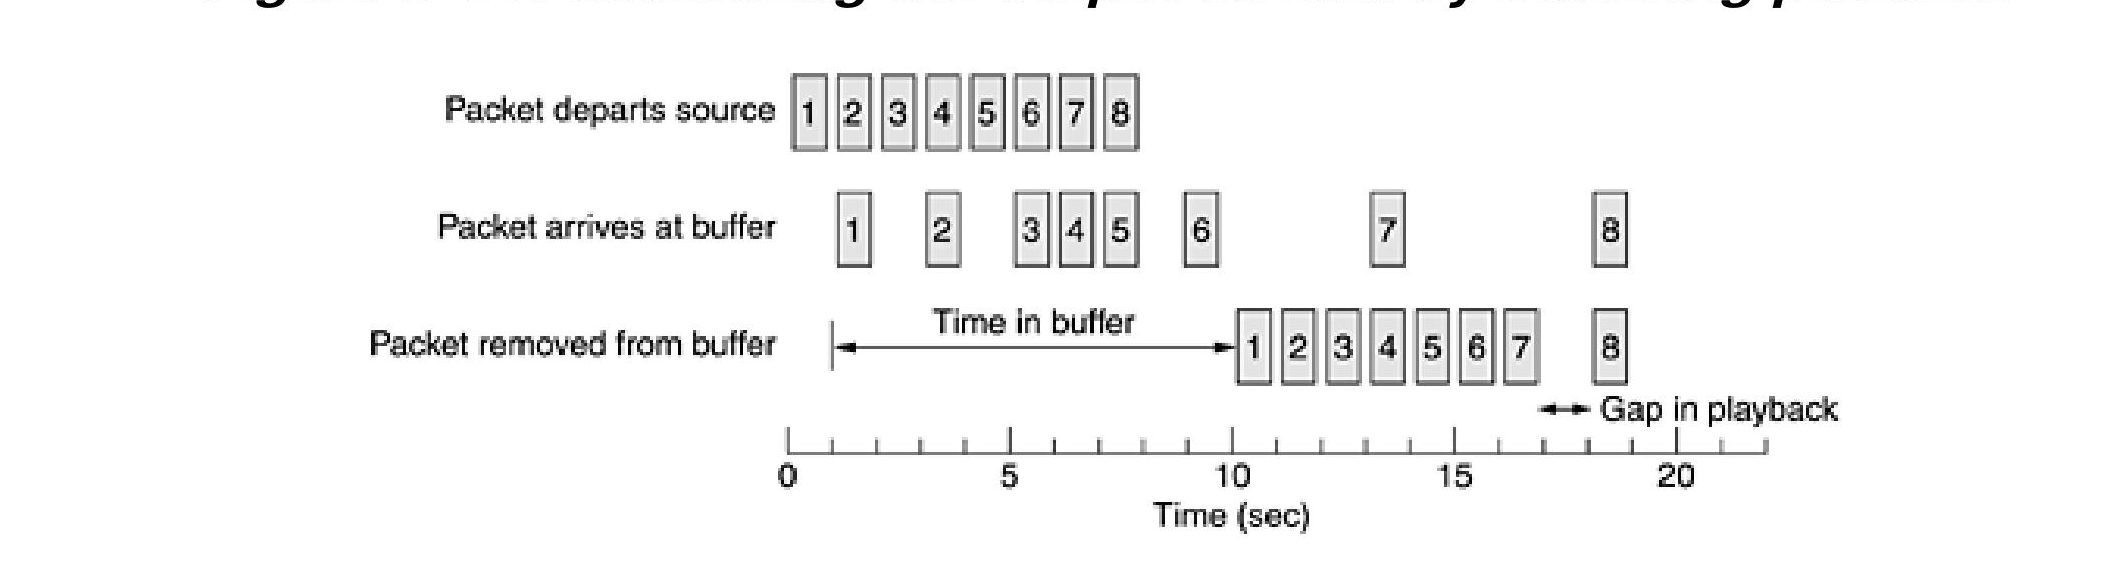 Packet departs source 1 2 3 4 5 6 7 8
Packet arrives at buffer 1 2 3 4 5 6 7 8
Time in buffer
Packet removed from buffer 1 2 3 4 5 6 7 8
Gap in playback
0 5 10 15 20
Time (sec)